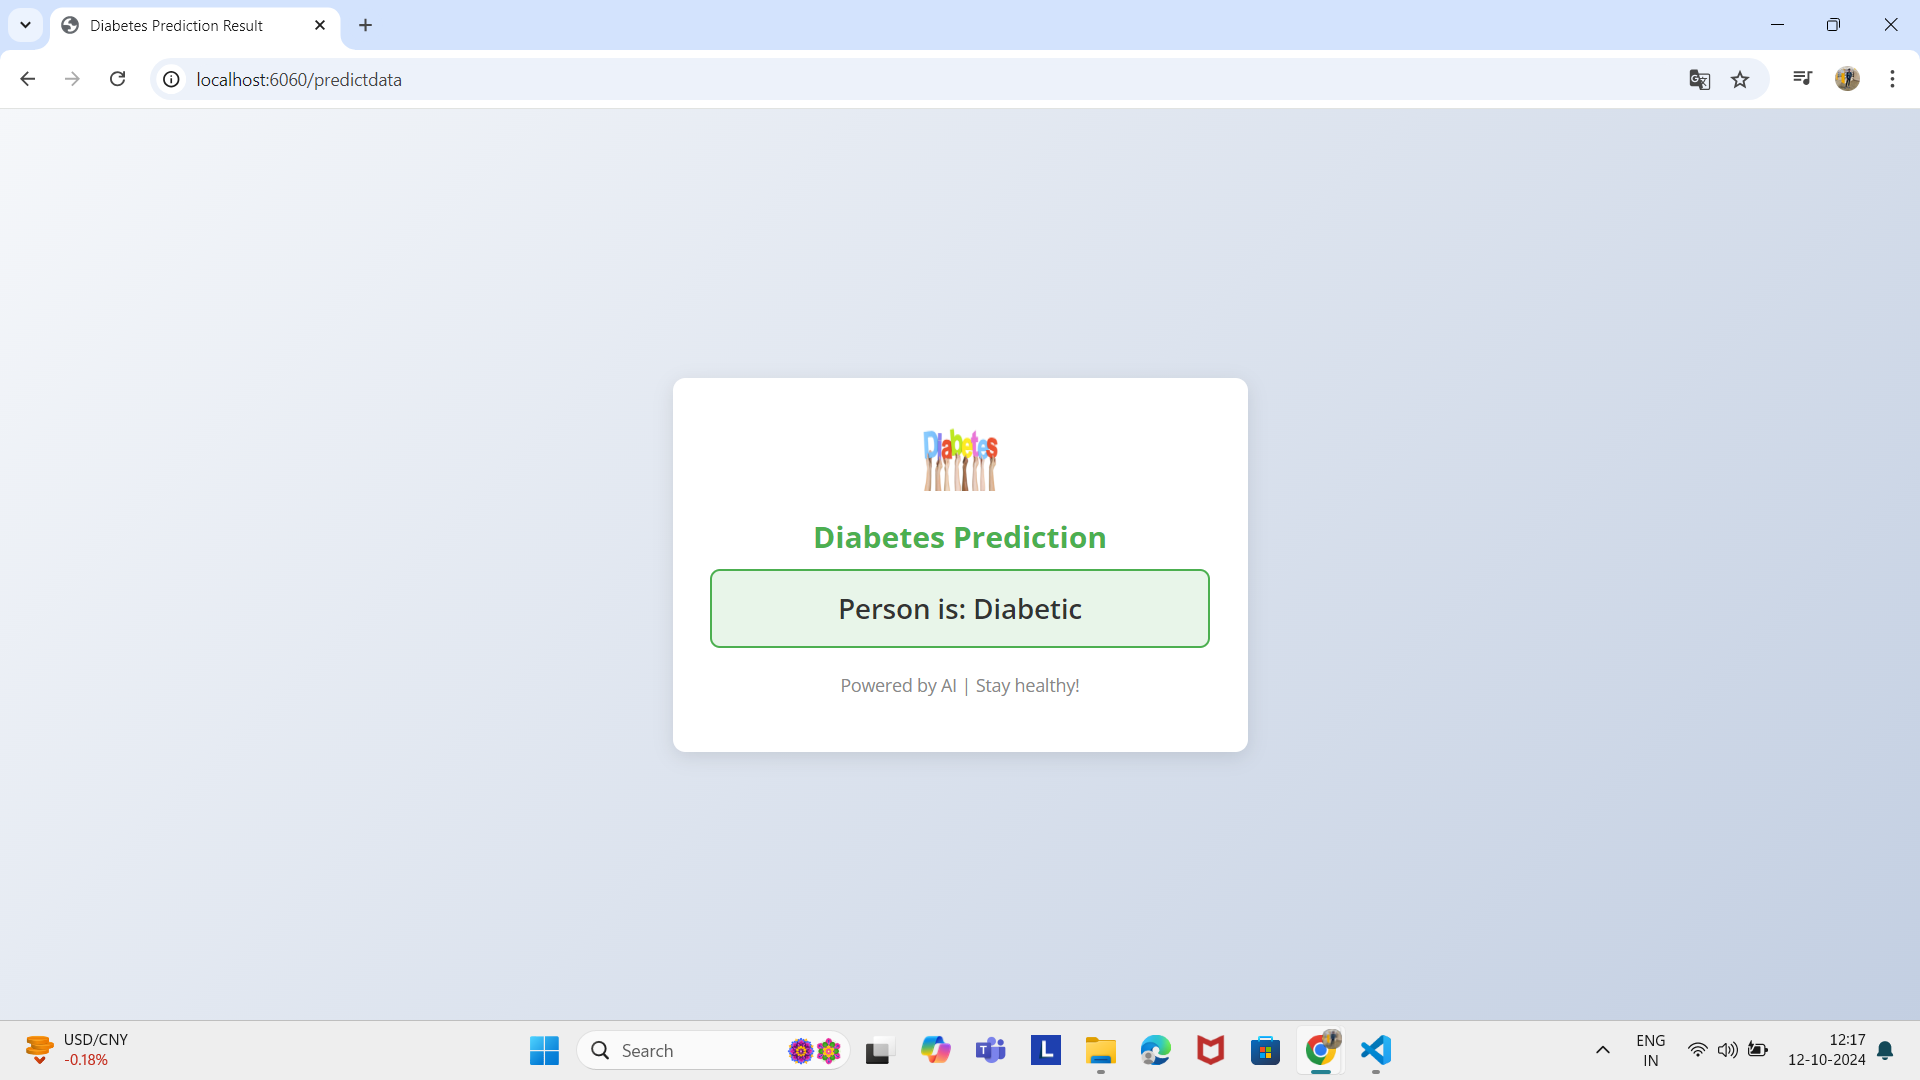 Diabetes Prediction Result
localhost:6060/predictdata
Diabetes
Diabetes Prediction
Person is: Diabetic
Powered by AI | Stay healthy!
USD/CNY
-0.18%
Search
L
ENG
IN
12:17
12-10-2024